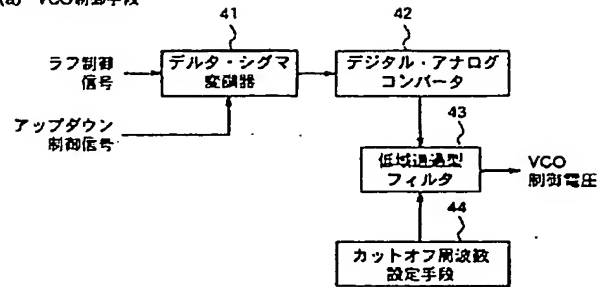 (a) VCO制御手段
41
42
ラフ制御
信号
デルタ・シグマ
変調器
デジタル・アナログ
コンバータ
アップダウン
制御信号
43
低域通過型
フィルタ
VCO
制御電圧
44
カットオフ周波数
設定手段